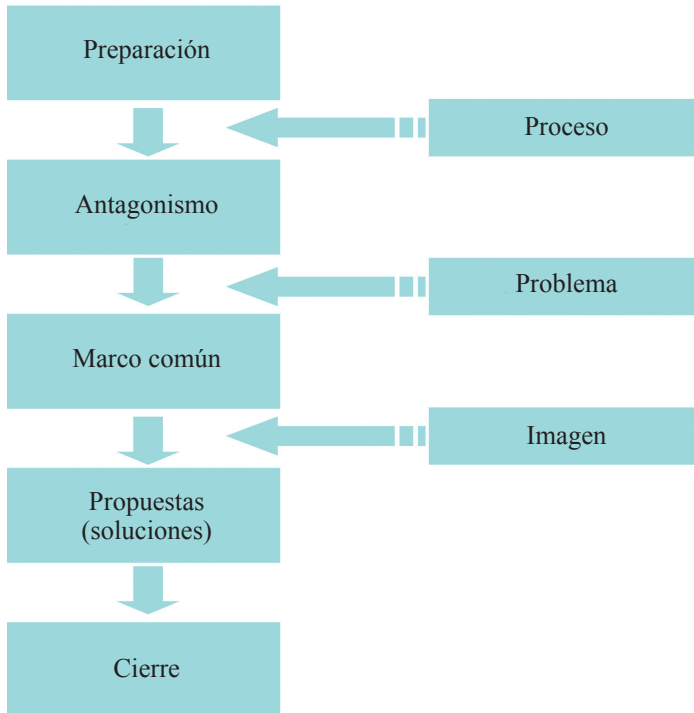 Preparación
Proceso
Antagonismo
Problema
Marco común
Imagen
Propuestas
(soluciones)
Cierre